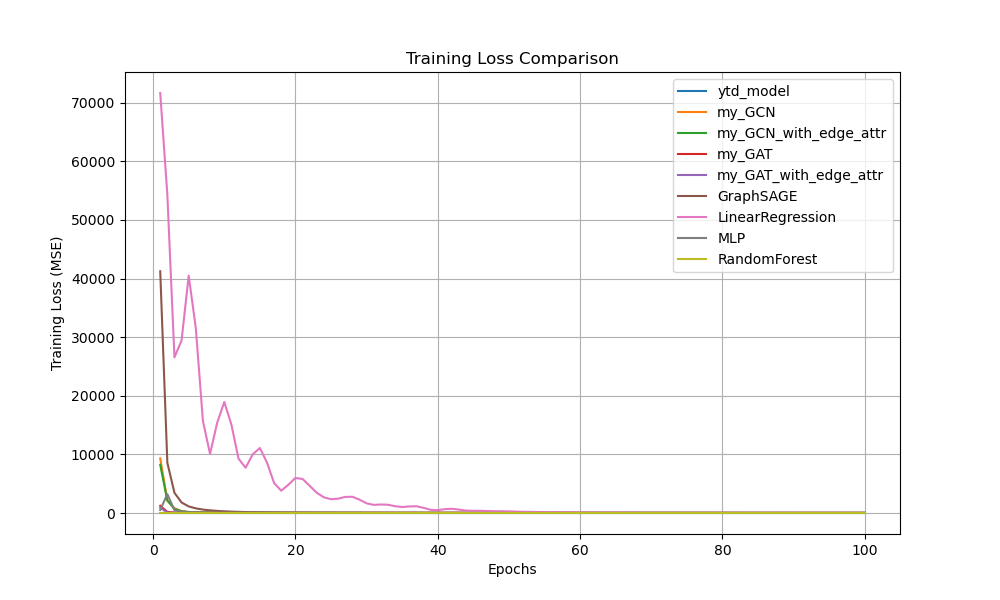 Training Loss Comparison
Training Loss (MSE)
70000
60000
50000
40000
30000
20000
10000
0
ytd_model
my_GCN
my_GCN_with_edge_attr
my_GAT
my_GAT_with_edge_attr
GraphSAGE
LinearRegression
MLP
RandomForest
0 20 40 60 80 100
Epochs